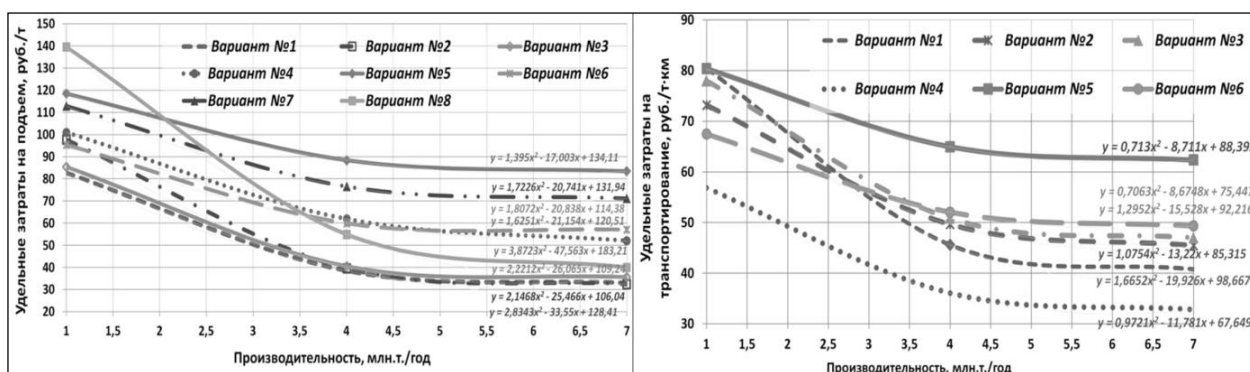 Удельные затраты на подъем, руб./т
150
140
130
120
110
100
90
80
70
60
50
40
30
20
Вариант №1
Вариант №2
Вариант №3
Вариант №4
Вариант №5
Вариант №6
Вариант №7
Вариант №8
y = 1,395x² - 17,003x + 134,11
y = 1,7226x² - 20,741x + 131,94
y = 1,8072x² - 20,838x + 114,38
y = 1,6251x² - 21,154x + 120,51
y = 3,8723x² - 47,563x + 183,21
y = 2,2212x² - 26,065x + 109,2
y = 2,1468x² - 25,466x + 106,04
y = 2,8343x² - 33,55x + 128,41
1 1,5 2 2,5 3 3,5 4 4,5 5 5,5 6 6,5 7
Производительность, млн.т./год
Удельные затраты на
транспортирование, руб./т·км
90
80
70
60
50
40
30
Вариант №1
Вариант №2
Вариант №3
Вариант №4
Вариант №5
Вариант №6
y = 0,713x² - 8,711x + 88,39
y = 0,7063x² - 8,6748x + 75,447
y = 1,2952x² - 15,528x + 92,216
y = 1,0754x² - 13,22x + 85,315
y = 1,6652x² - 19,926x + 98,667
y = 0,9721x² - 11,781x + 67,649
1 1,5 2 2,5 3 3,5 4 4,5 5 5,5 6 6,5 7
Производительность, млн.т./год